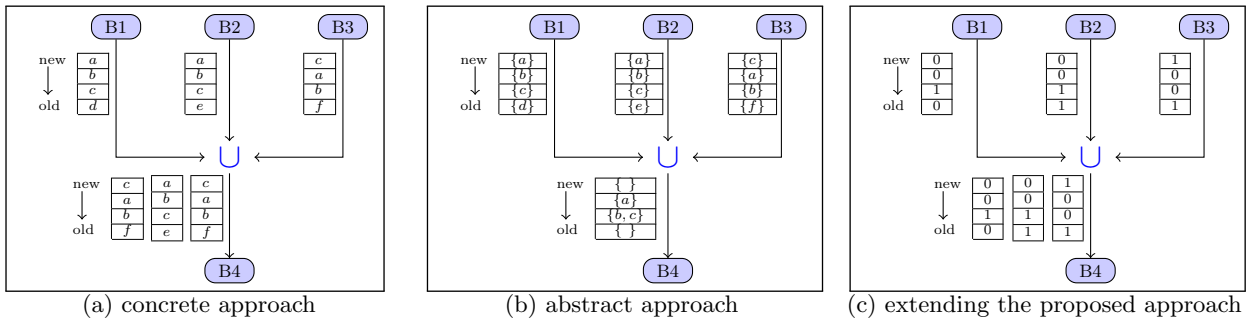 B1 B2 B3
new a a c
b b a
c c b
old d e f
∪
new c a c
a b a
b c b
old f e f
B4
(a) concrete approach
B1 B2 B3
new {a} {a} {c}
{b} {b} {a}
{c} {c} {b}
old {d} {e} {f}
∪
new { }
{a}
{b, c}
old { }
B4
(b) abstract approach
B1 B2 B3
new 0 0 1
0 0 0
1 1 0
old 0 1 1
∪
new 0 0 1
0 0 0
1 1 0
old 0 1 1
B4
(c) extending the proposed approach